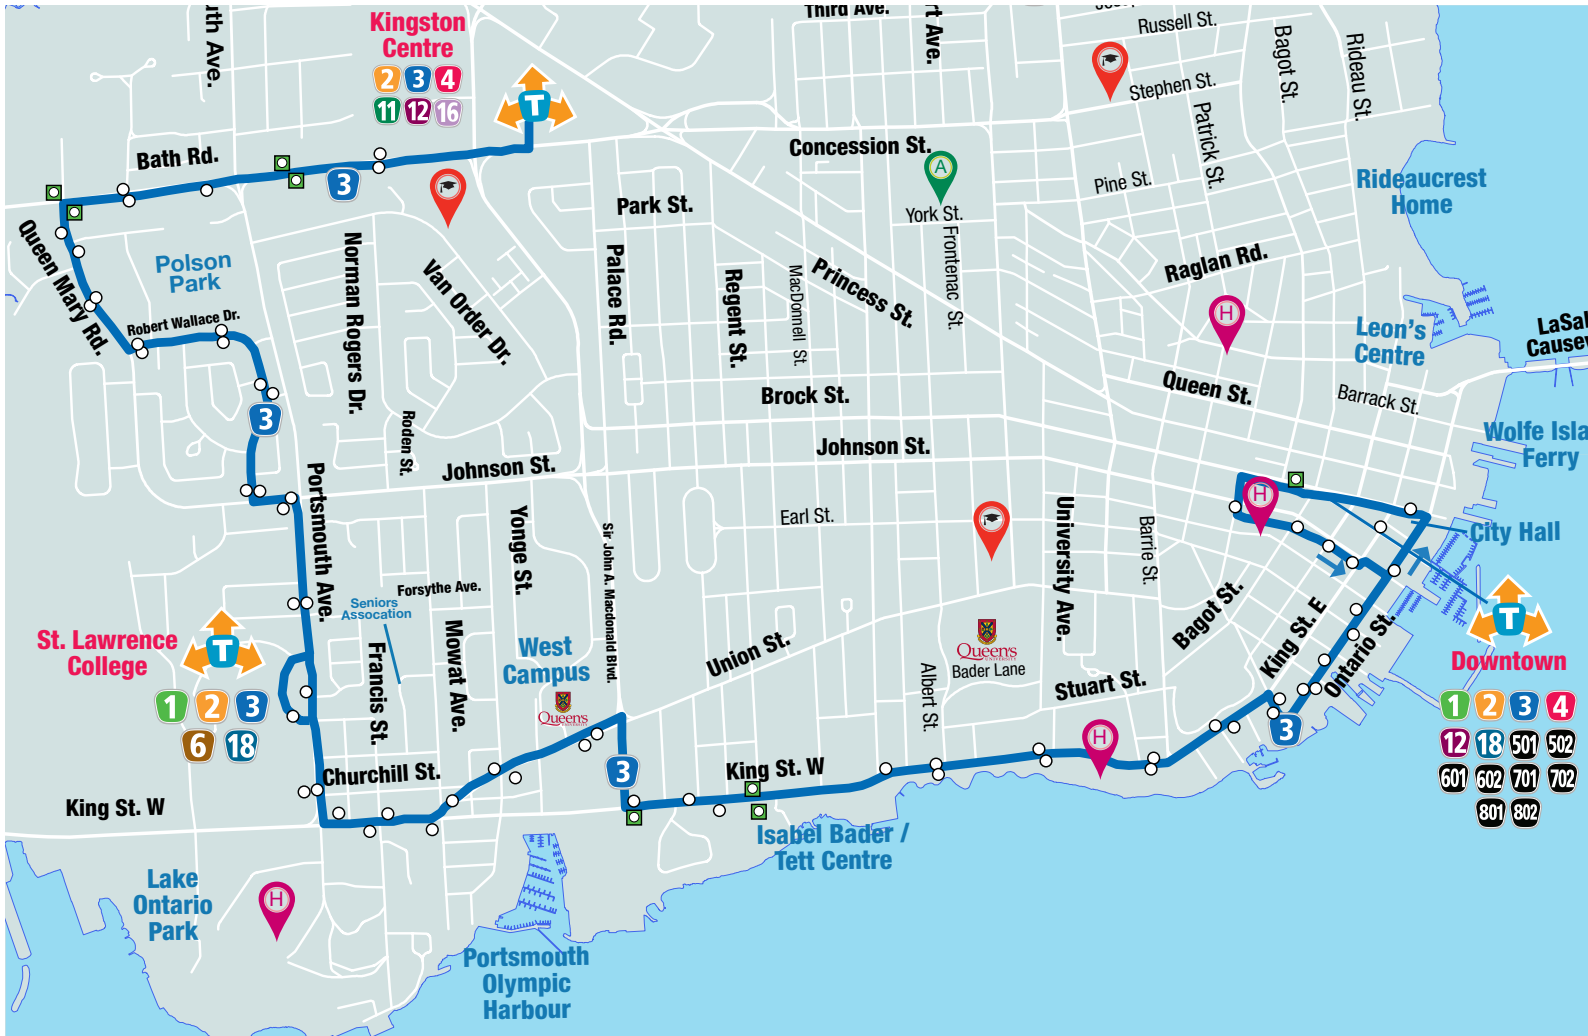 Third Ave.
Kingston
Centre
2 3 4
11 12 16
T
Russell St.
Bagot St.
Rideau St.
Stephen St.
Patrick St.
Bath Rd.
3
Concession St.
A
Pine St.
York St.
Rideaucrest
Home
Park St.
Frontenac St.
Queen Mary Rd.
Polson
Park
Norman Rogers Dr.
Van Order Dr.
Palace Rd.
Regent St.
MacDonnell St.
Princess St.
Raglan Rd.
H
Robert Wallace Dr.
Leon's
Centre
Queen St.
Barrack St.
Brock St.
3
Roden St.
Johnson St.
Johnson St.
Ferry
Portsmouth Ave.
Yonge St.
Sir John A. Macdonald Blvd.
Earl St.
University Ave.
Barrie St.
H
City Hall
Forsythe Ave.
Seniors
Assocation
Francis St.
Mowat Ave.
West
Campus
Queen's
UNIVERSITY
Union St.
Queen's
UNIVERSITY
Bader Lane
Albert St.
Stuart St.
Bagot St.
King St. E
Ontario St.
T
Downtown
1 2 3 4
12 18 501 502
601 602 701 702
801 802
St. Lawrence
College
T
1 2 3
6 18
H
3
3
Churchill St.
King St. W
King St. W
Isabel Bader /
Tett Centre
Lake
Ontario
Park
H
Portsmouth
Olympic
Harbour